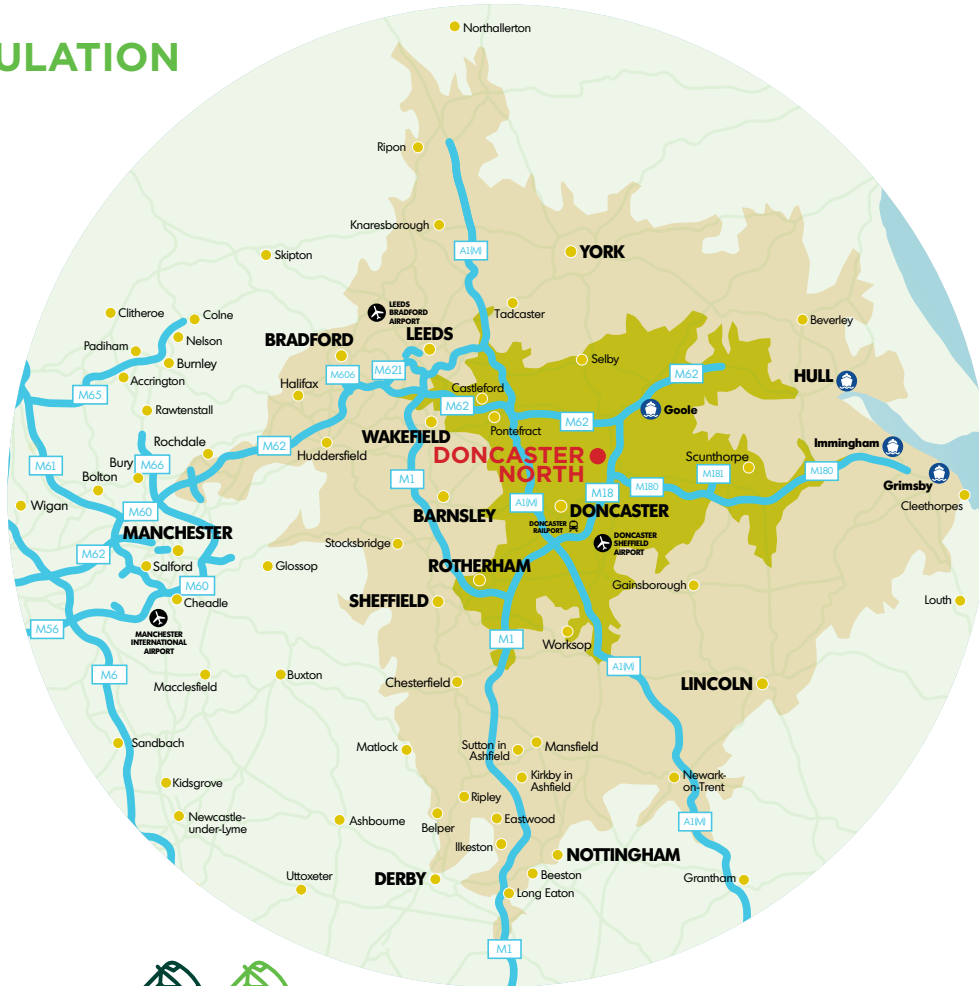 ULATION
Northallerton
Ripon
Knaresborough
A1(M)
YORK
Skipton
LEEDS
BRADFORD
AIRPORT
Tadcaster
Clitheroe
Colne
Beverley
Nelson
Padiham
BRADFORD
LEEDS
Burnley
Selby
M606
M621
M62
HULL
Accrington
Halifax
Castleford
M65
M62
Goole
Rawtenstall
M62
Pontefract
WAKEFIELD
Rochdale
M62
Huddersfield
Immingham
DONCASTER
NORTH
Scunthorpe
M61
Bury
M66
M181
M180
Bolton
M1
M18
M180
Grimsby
Wigan
BARNSLEY
A1(M)
DONCASTER
Cleethorpes
M60
DONCASTER
RAILPORT
MANCHESTER
Stocksbridge
DONCASTER
SHEFFIELD
AIRPORT
M62
Salford
Glossop
ROTHERHAM
M60
Gainsborough
Cheadle
SHEFFIELD
Louth
M56
MANCHESTER
INTERNATIONAL
AIRPORT
M1
Worksop
A1(M)
M6
Macclesfield
Buxton
Chesterfield
LINCOLN
Sandbach
Matlock
Sutton in
Ashfield
Mansfield
Kidsgrove
Kirkby in
Ashfield
Newark-
on-Trent
Ripley
Newcastle-
under-Lyme
Ashbourne
Belper
Eastwood
A1(M)
Ilkeston
NOTTINGHAM
Uttoxeter
DERBY
Beeston
Grantham
Long Eaton
M1